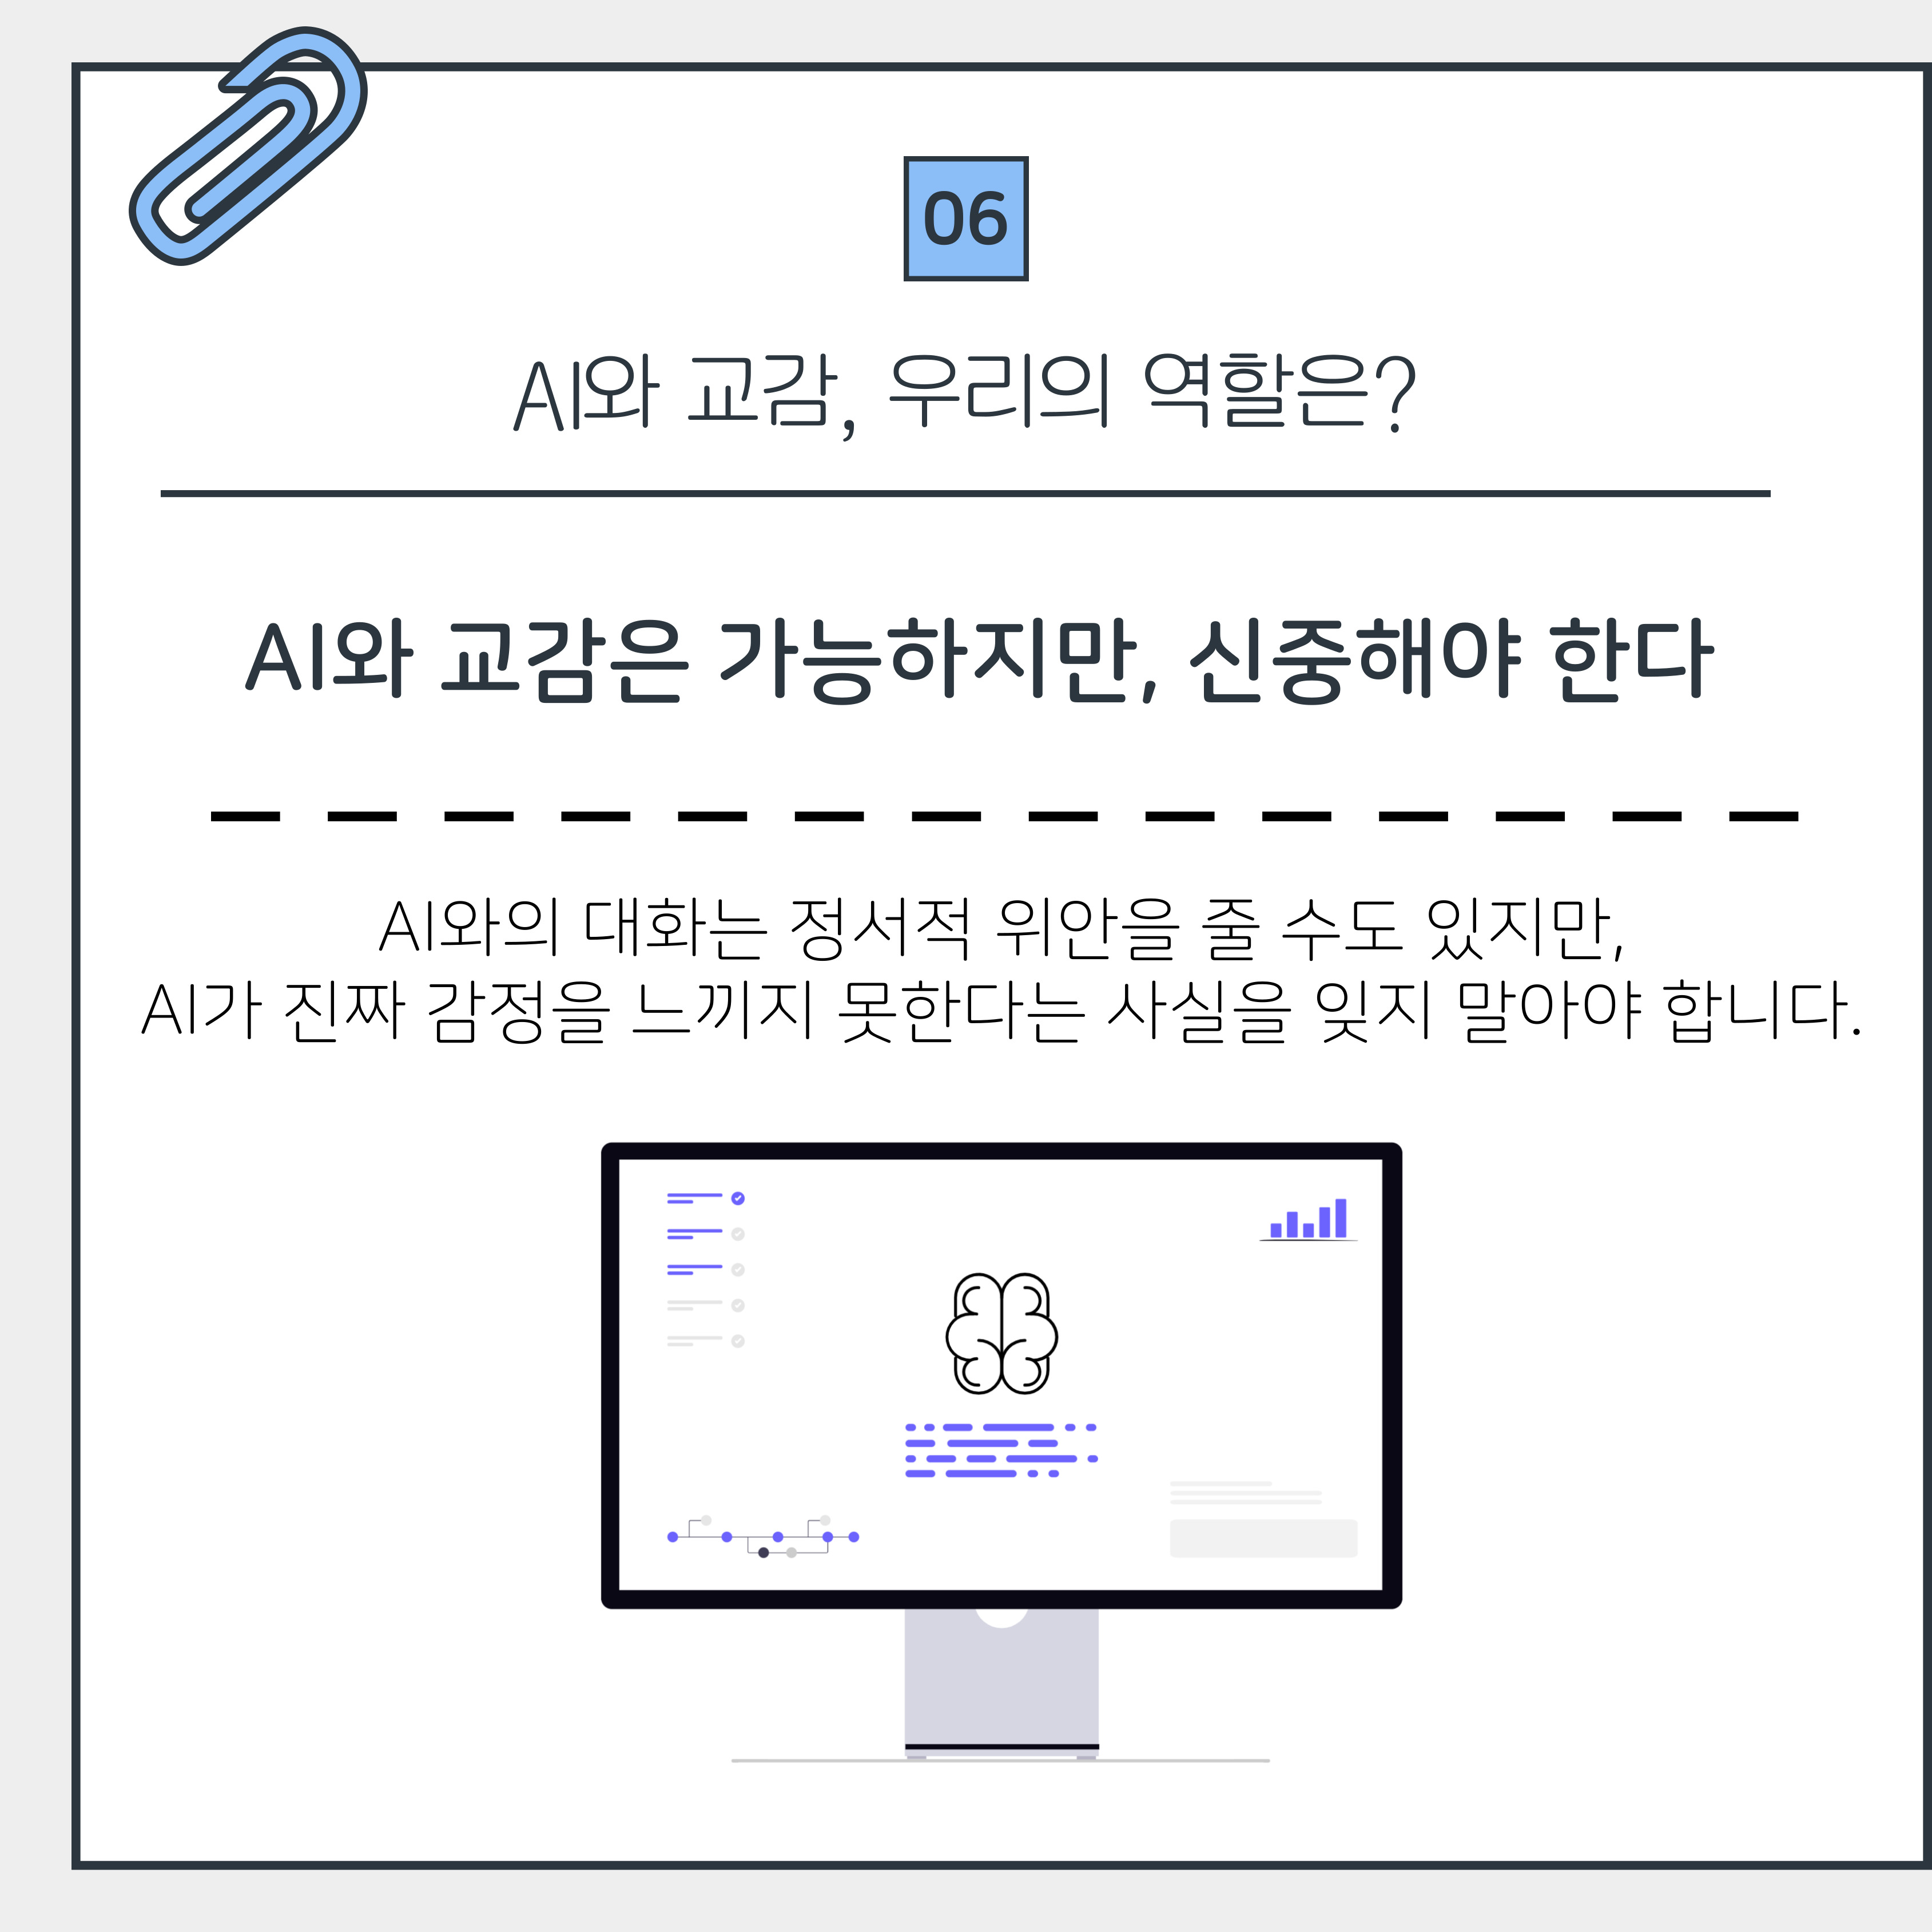 06
AI와 교감, 우리의 역할은?
AI와 교감은 가능하지만, 신중해야 한다
AI와의 대화는 정서적 위안을 줄 수도 있지만,
AI가 진짜 감정을 느끼지 못한다는 사실을 잊지 말아야 합니다.